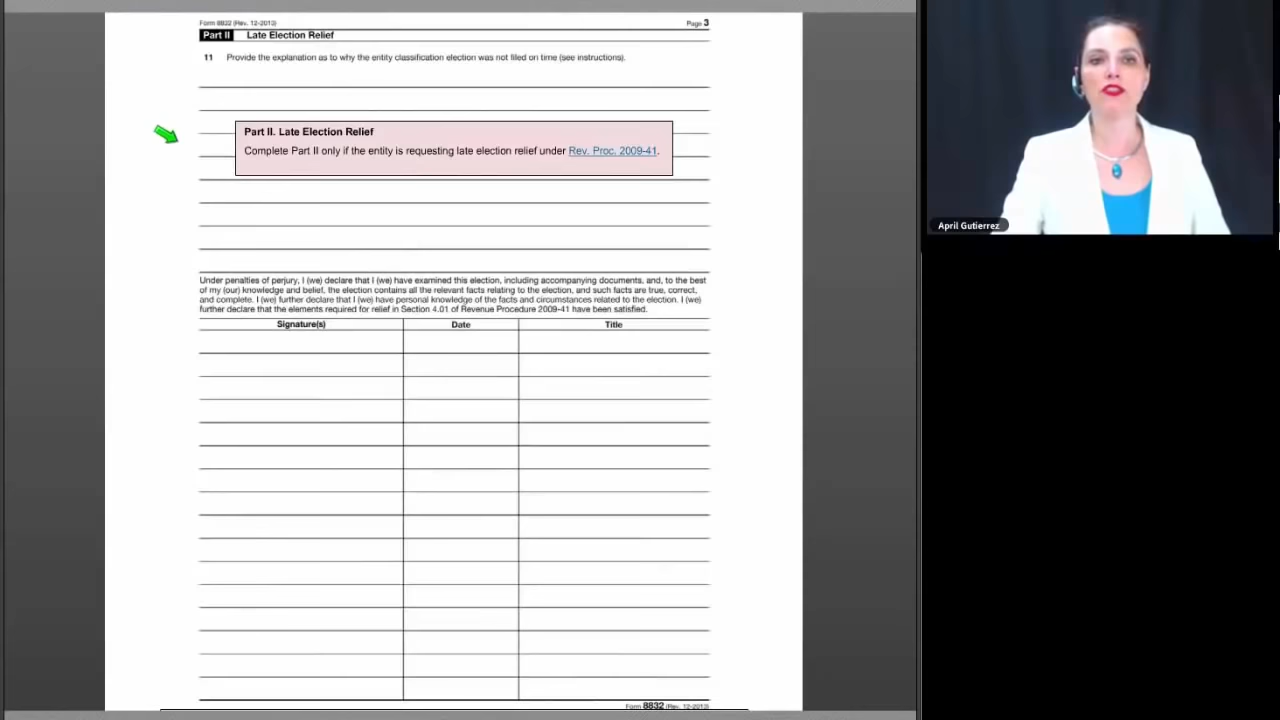 Form 8832 (Rev. 12-2013) Page 3
Part II Late Election Relief
11 Provide the explanation as to why the entity classification election was not filed on time (see instructions).
Part II. Late Election Relief
Complete Part II only if the entity is requesting late election relief under Rev. Proc. 2009-41.
Under penalties of perjury, I (we) declare that I (we) have examined this election, including accompanying documents, and, to the best
of my (our) knowledge and belief, the election contains all the relevant facts relating to the election, and such facts are true, correct,
and complete. I (we) further declare that I (we) have personal knowledge of the facts and circumstances related to the election. I (we)
further declare that the elements required for relief in Section 4.01 of Revenue Procedure 2009-41 have been satisfied.
Signature(s) Date Title
Form 8832 (Rev. 12-2013)
April Gutierrez